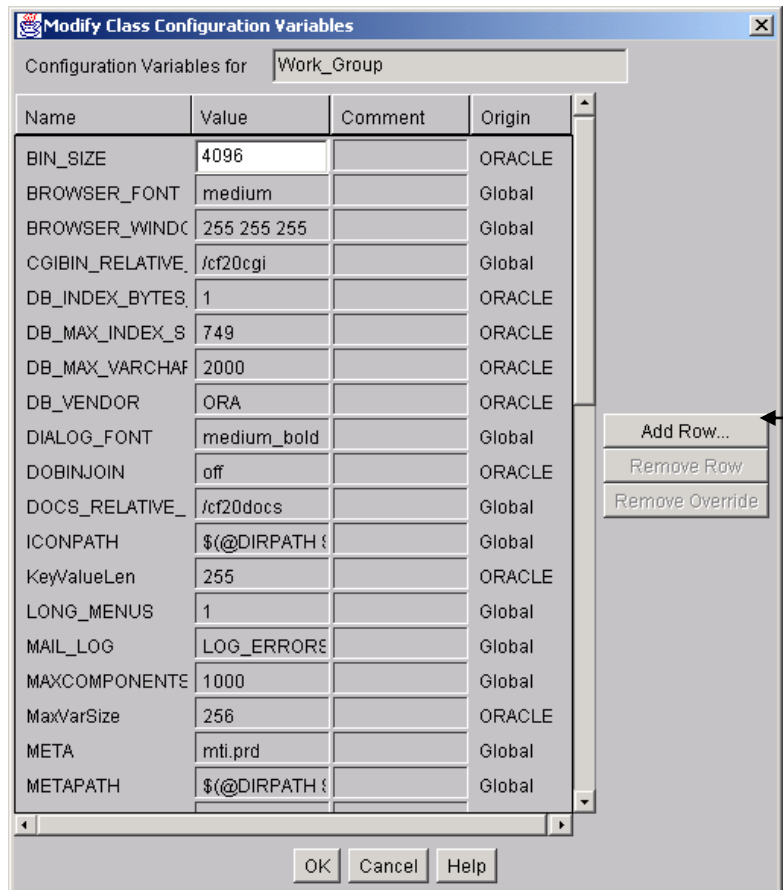 Modify Class Configuration Variables
Configuration Variables for Work_Group
Name Value Comment Origin
BIN_SIZE 4096 ORACLE
BROWSER_FONT medium Global
BROWSER_WINDO 255 255 255 Global
CGIBIN_RELATIVE_ /cf20cgi Global
DB_INDEX_BYTES_ 1 ORACLE
DB_MAX_INDEX_S 749 ORACLE
DB_MAX_VARCHAR 2000 ORACLE
DB_VENDOR ORA ORACLE
DIALOG_FONT medium_bold Global
Add Row...
DOBINJOIN off ORACLE
Remove Row
DOCS_RELATIVE_ /cf20docs Global
Remove Override
ICONPATH $(@DIRPATH $ Global
KeyValueLen 255 ORACLE
LONG_MENUS 1 Global
MAIL_LOG LOG_ERRORS Global
MAXCOMPONENTS 1000 Global
MaxVarSize 256 ORACLE
META mti.prd Global
METAPATH $(@DIRPATH $ Global
OK Cancel Help